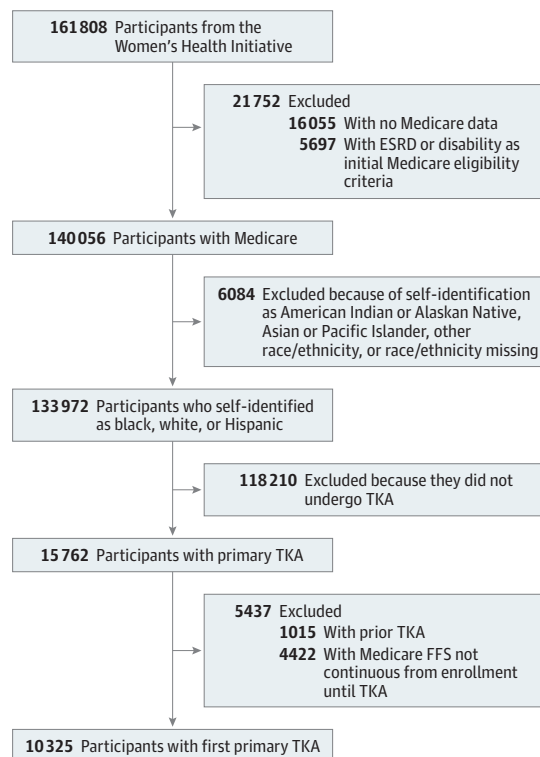 161808 Participants from the
Women's Health Initiative
21752 Excluded
16055 With no Medicare data
5697 With ESRD or disability as
initial Medicare eligibility
criteria
140056 Participants with Medicare
6084 Excluded because of self-identification
as American Indian or Alaskan Native,
Asian or Pacific Islander, other
race/ethnicity, or race/ethnicity missing
133972 Participants who self-identified
as black, white, or Hispanic
118210 Excluded because they did not
undergo TKA
15762 Participants with primary TKA
5437 Excluded
1015 With prior TKA
4422 With Medicare FFS not
continuous from enrollment
until TKA
10325 Participants with first primary TKA